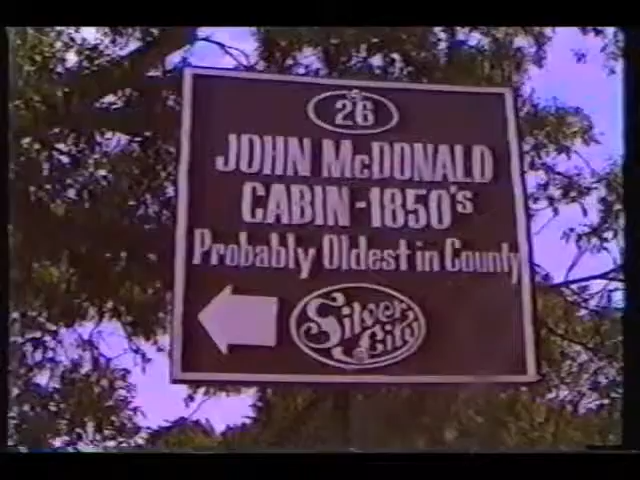 26
JOHN McDONALD
CABIN-1850's
Probably Oldest in County
Silver
City